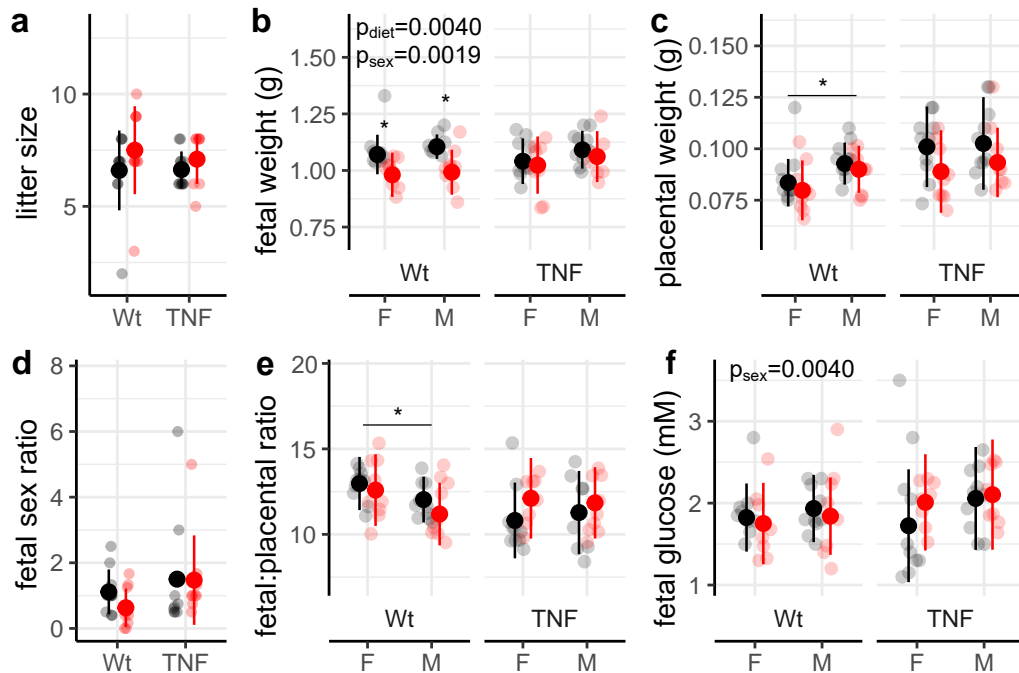 a
litter size
10
5
Wt
TNF
b
p_diet=0.0040
p_sex=0.0019
fetal weight (g)
1.50
1.25
1.00
0.75
*
*
Wt
TNF
F
M
F
M
c
placental weight (g)
0.150
0.125
0.100
0.075
*
Wt
TNF
F
M
F
M
d
fetal sex ratio
8
6
4
2
0
Wt
TNF
e
fetal:placental ratio
20
15
10
*
Wt
TNF
F
M
F
M
f
p_sex=0.0040
fetal glucose (mM)
3
2
1
Wt
TNF
F
M
F
M